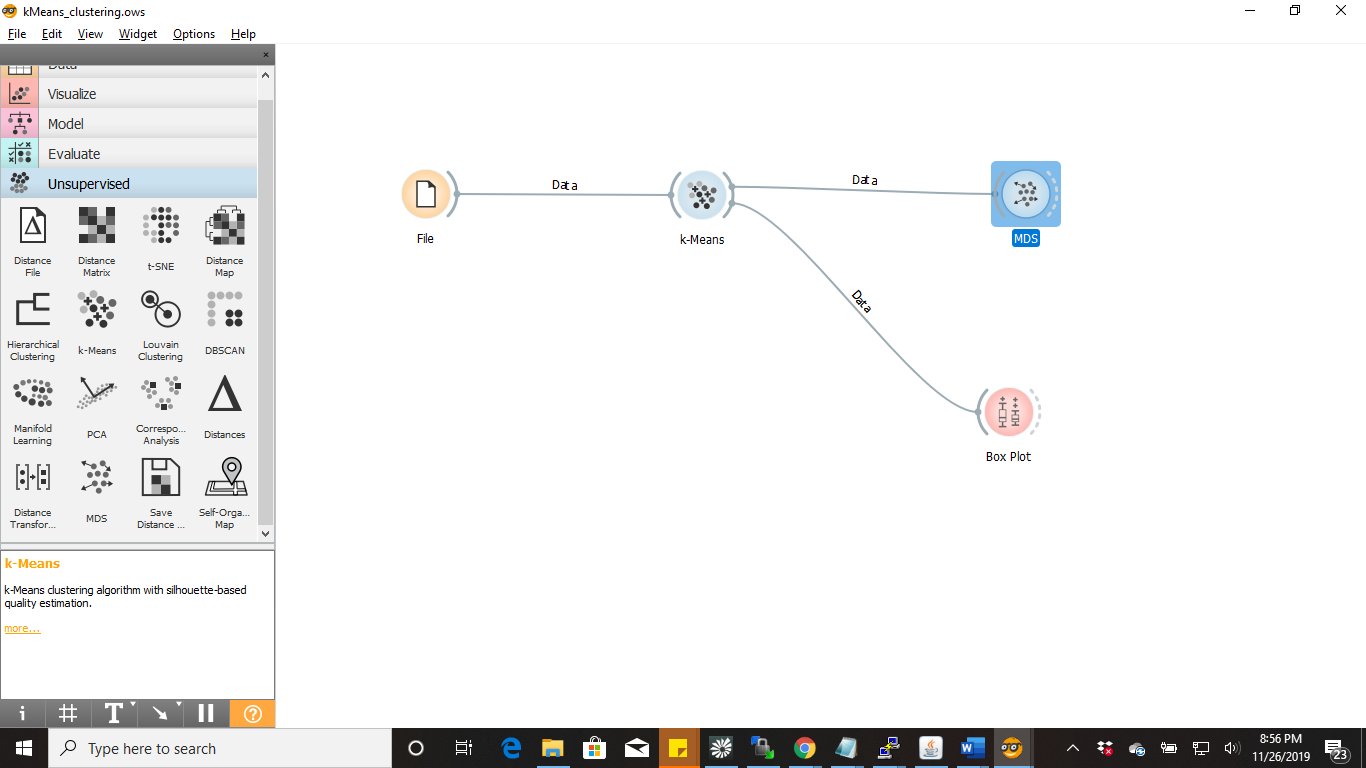 kMeans_clustering.ows
File Edit View Widget Options Help
Data
Visualize
Model
Evaluate
Unsupervised
Distance File
Distance Matrix
t-SNE
Distance Map
Hierarchical Clustering
k-Means
Louvain Clustering
DBSCAN
Manifold Learning
PCA
Correspo... Analysis
Distances
Distance Transfor...
MDS
Save Distance ...
Self-Orga... Map
k-Means
k-Means clustering algorithm with silhouette-based
quality estimation.
more...
File
Data
k-Means
Data
MDS
Data
Box Plot
Type here to search
8:56 PM
11/26/2019
23